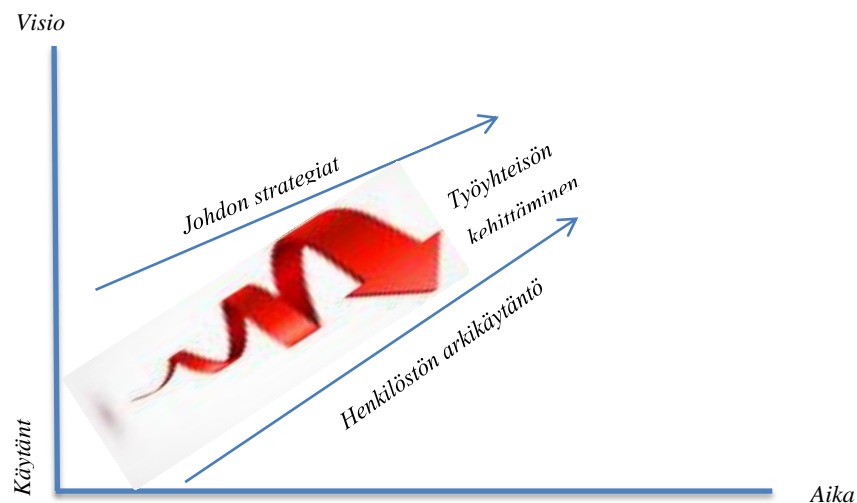 Visio
Johdon strategiat
Työyhteisön
kehittäminen
Henkilöstön arkikäytäntö
Käytänt
Aika